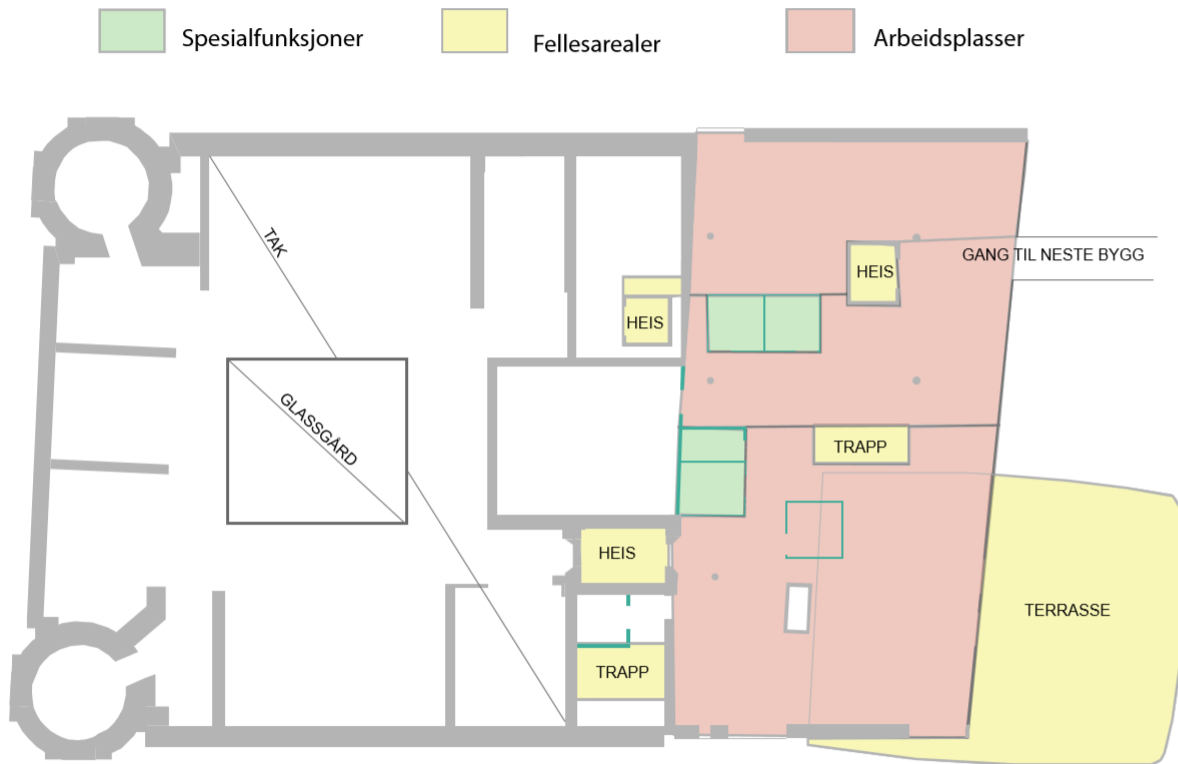 Spesialfunksjoner
Fellesarealer
Arbeidsplasser
TAK
GANG TIL NESTE BYGG
HEIS
HEIS
GLASSGÅRD
TRAPP
HEIS
TERRASSE
TRAPP